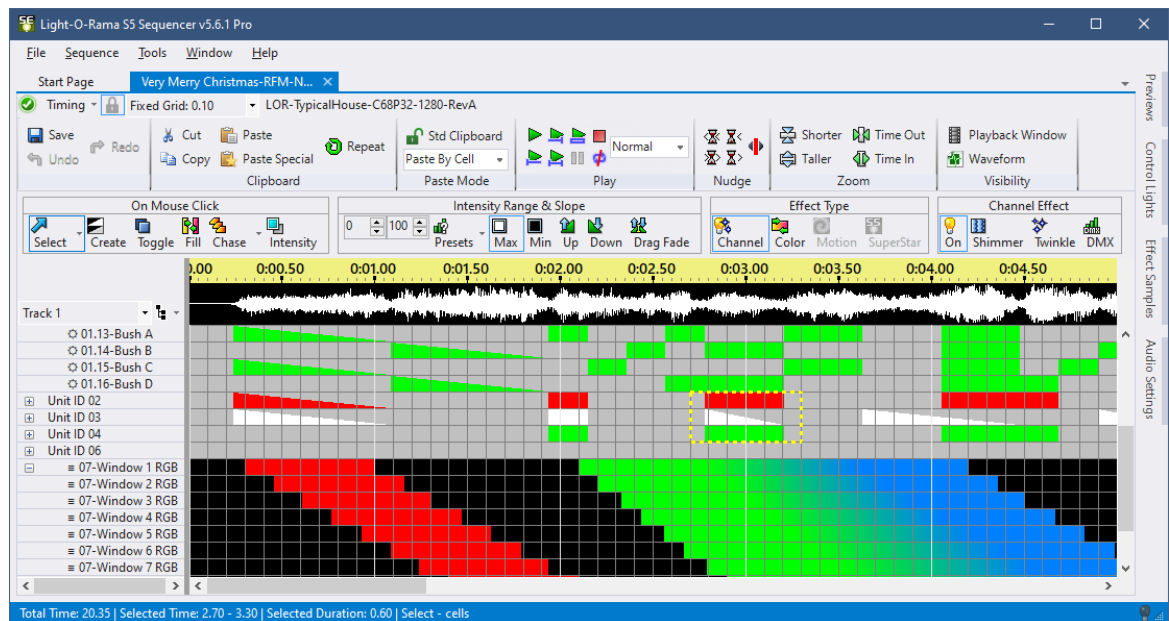 Light-O-Rama S5 Sequencer v5.6.1 Pro
File Sequence Tools Window Help
Start Page Very Merry Christmas-RFM-N...
Timing Fixed Grid: 0.10 LOR-TypicalHouse-C68P32-1280-RevA
Save Cut Paste Std Clipboard Shorter Time Out Playback Window
Undo Redo Copy Paste Special Repeat Paste By Cell Normal Taller Time In Waveform
Clipboard Paste Mode Play Nudge Zoom Visibility
On Mouse Click Intensity Range & Slope Effect Type Channel Effect
Select Create Toggle Fill Chase Intensity 0 100 Presets Max Min Up Down Drag Fade Channel Color Motion SuperStar On Shimmer Twinkle DMX
0.00 0:00.50 0:01.00 0:01.50 0:02.00 0:02.50 0:03.00 0:03.50 0:04.00 0:04.50
Track 1
01.13-Bush A
01.14-Bush B
01.15-Bush C
01.16-Bush D
Unit ID 02
Unit ID 03
Unit ID 04
Unit ID 06
07-Window 1 RGB
07-Window 2 RGB
07-Window 3 RGB
07-Window 4 RGB
07-Window 5 RGB
07-Window 6 RGB
07-Window 7 RGB
Previews
Control Lights
Effect Samples
Audio Settings
Total Time: 20.35 | Selected Time: 2.70 - 3.30 | Selected Duration: 0.60 | Select - cells